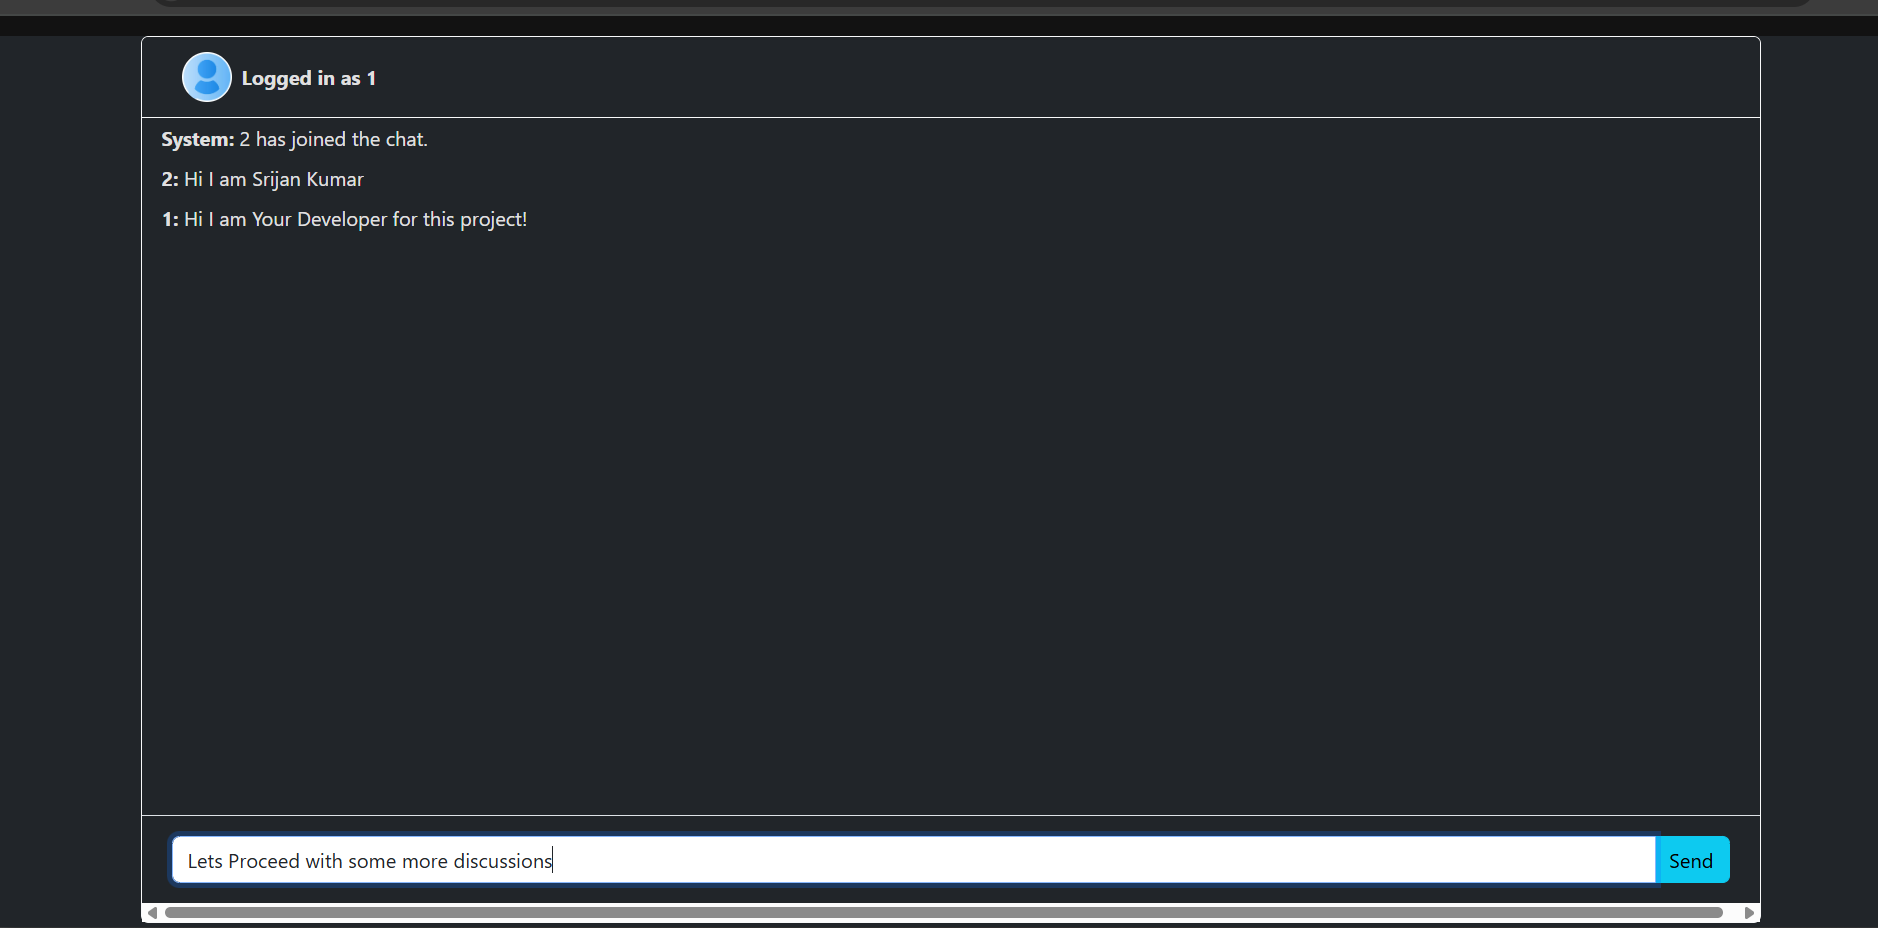 Logged in as 1
System: 2 has joined the chat.
2: Hi I am Srijan Kumar
1: Hi I am Your Developer for this project!
Lets Proceed with some more discussions
Send